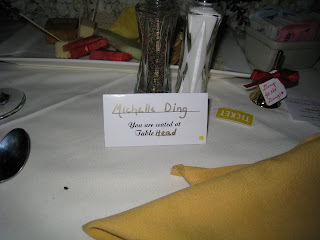 Michelle Ding
You are seated at
Table Head
TICKET